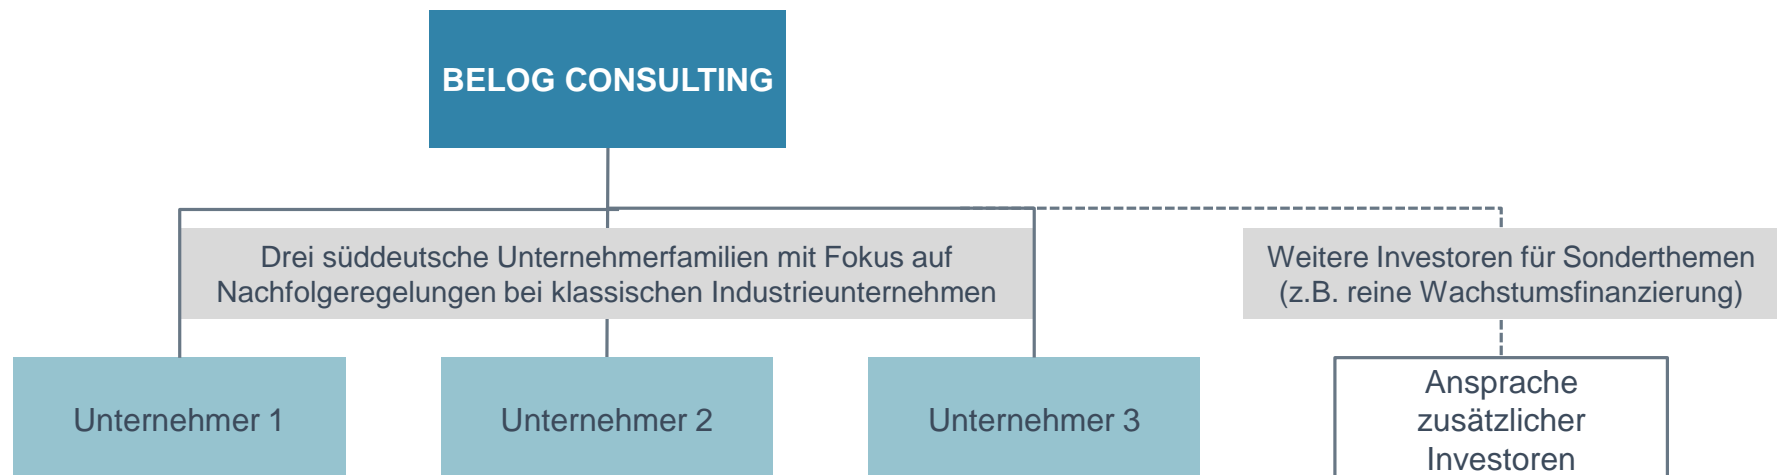 BELOG CONSULTING
Drei süddeutsche Unternehmerfamilien mit Fokus auf
Nachfolgeregelungen bei klassischen Industrieunternehmen
Weitere Investoren für Sonderthemen
(z.B. reine Wachstumsfinanzierung)
Unternehmer 1
Unternehmer 2
Unternehmer 3
Ansprache
zusätzlicher
Investoren